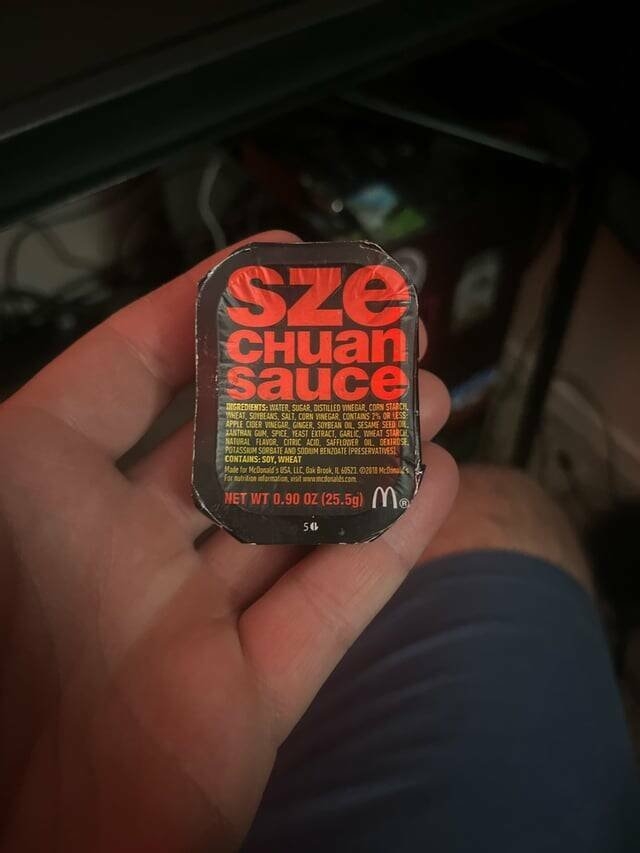 sze
CHuan
sauce
INGREDIENTS: WATER, SUGAR, DISTILLED VINEGAR, CORN STARCH,
WHEAT, SOYBEANS, SALT, CORN VINEGAR, CONTAINS 2% OR LESS:
APPLE CIDER VINEGAR, GINGER, SOYBEAN OIL, SESAME SEED OIL,
XANTHAN GUM, SPICE, YEAST EXTRACT, GARLIC, WHEAT STARCH,
NATURAL FLAVOR, CITRIC ACID, SAFFLOWER OIL, DEXTROSE,
POTASSIUM SORBATE AND SODIUM BENZOATE (PRESERVATIVES).
CONTAINS: SOY, WHEAT
Made for McDonald's USA, LLC, Oak Brook, IL 60523. ©2018 McDonald's
For nutrition information, visit www.mcdonalds.com.
NET WT 0.90 OZ (25.5g) M®